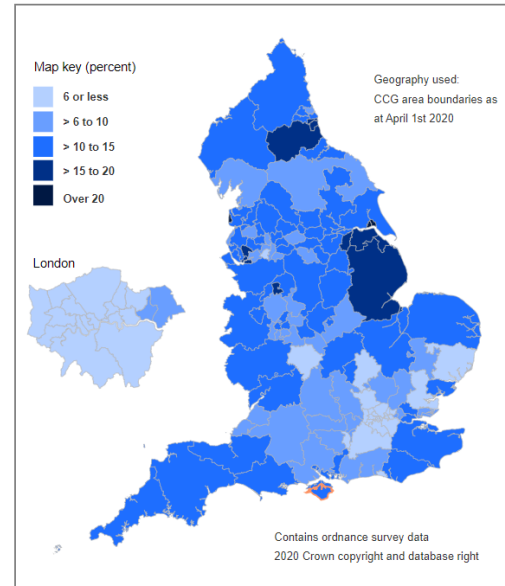 Map key (percent)
6 or less
> 6 to 10
> 10 to 15
> 15 to 20
Over 20
Geography used:
CCG area boundaries as
at April 1st 2020
London
Contains ordnance survey data
2020 Crown copyright and database right